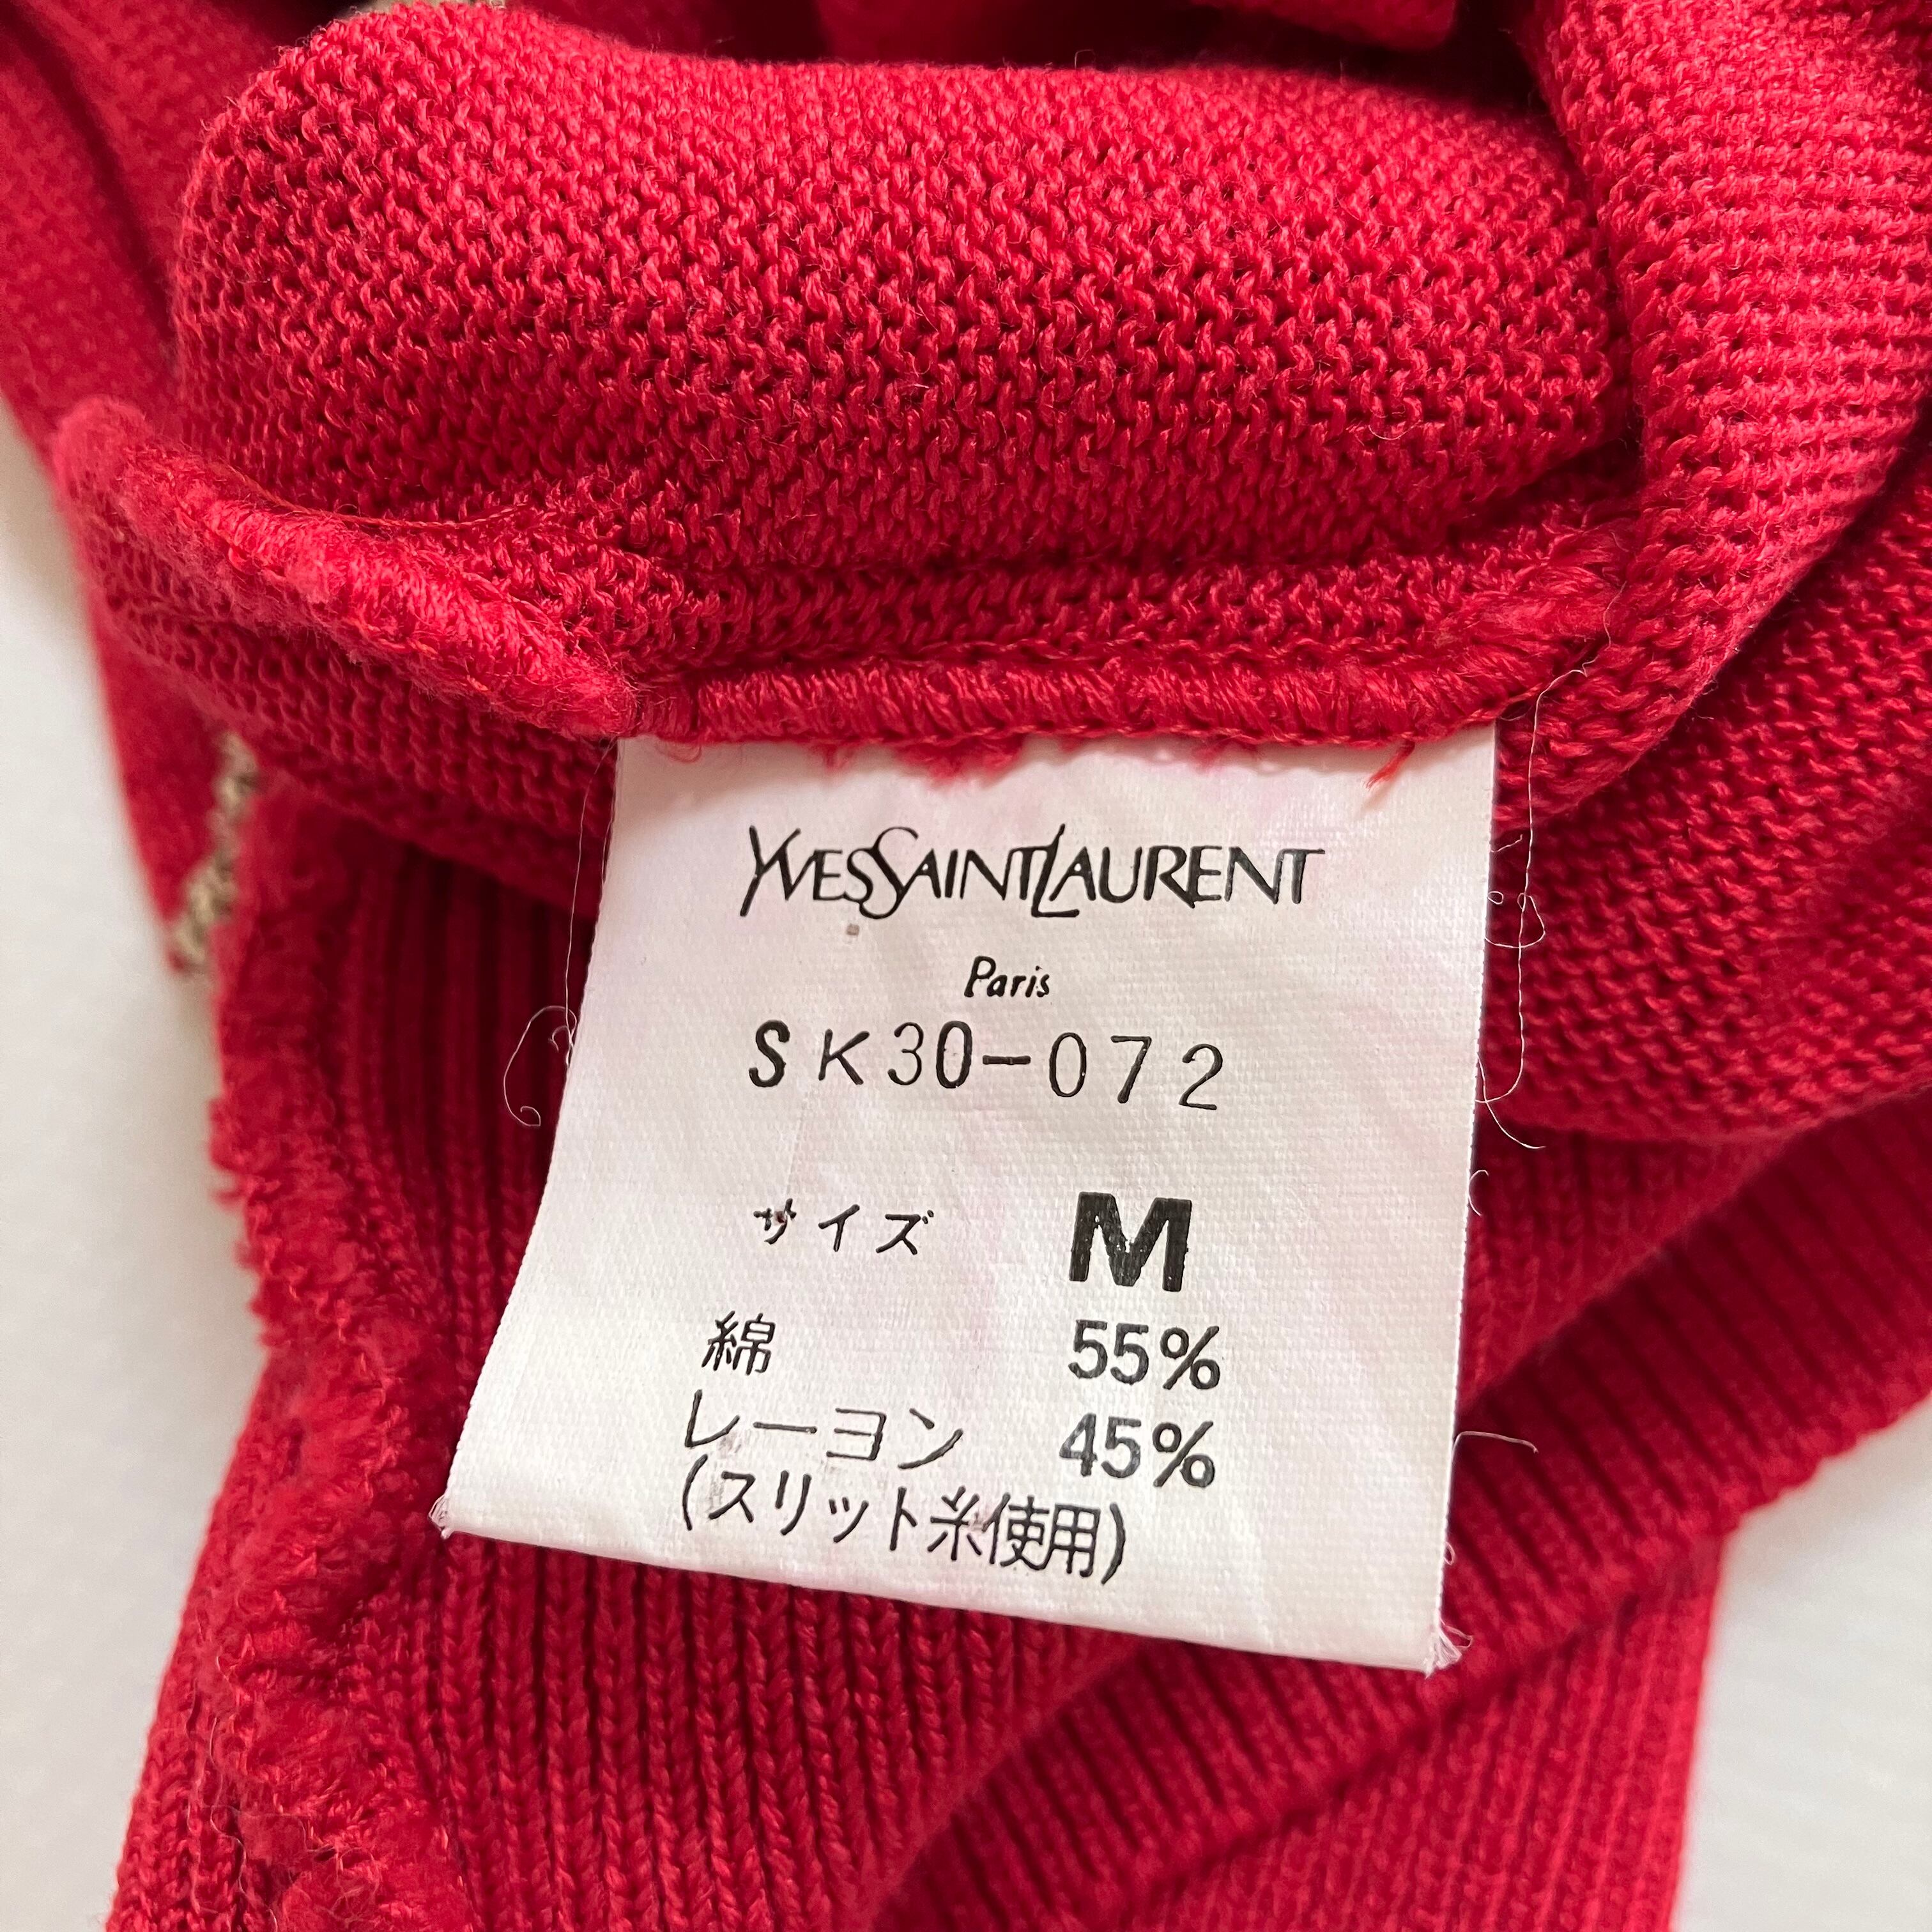 YVESSAINTLAURENT
Paris
SK30-072
サイズ M
綿 55%
レーヨン 45%
(スリット糸使用)